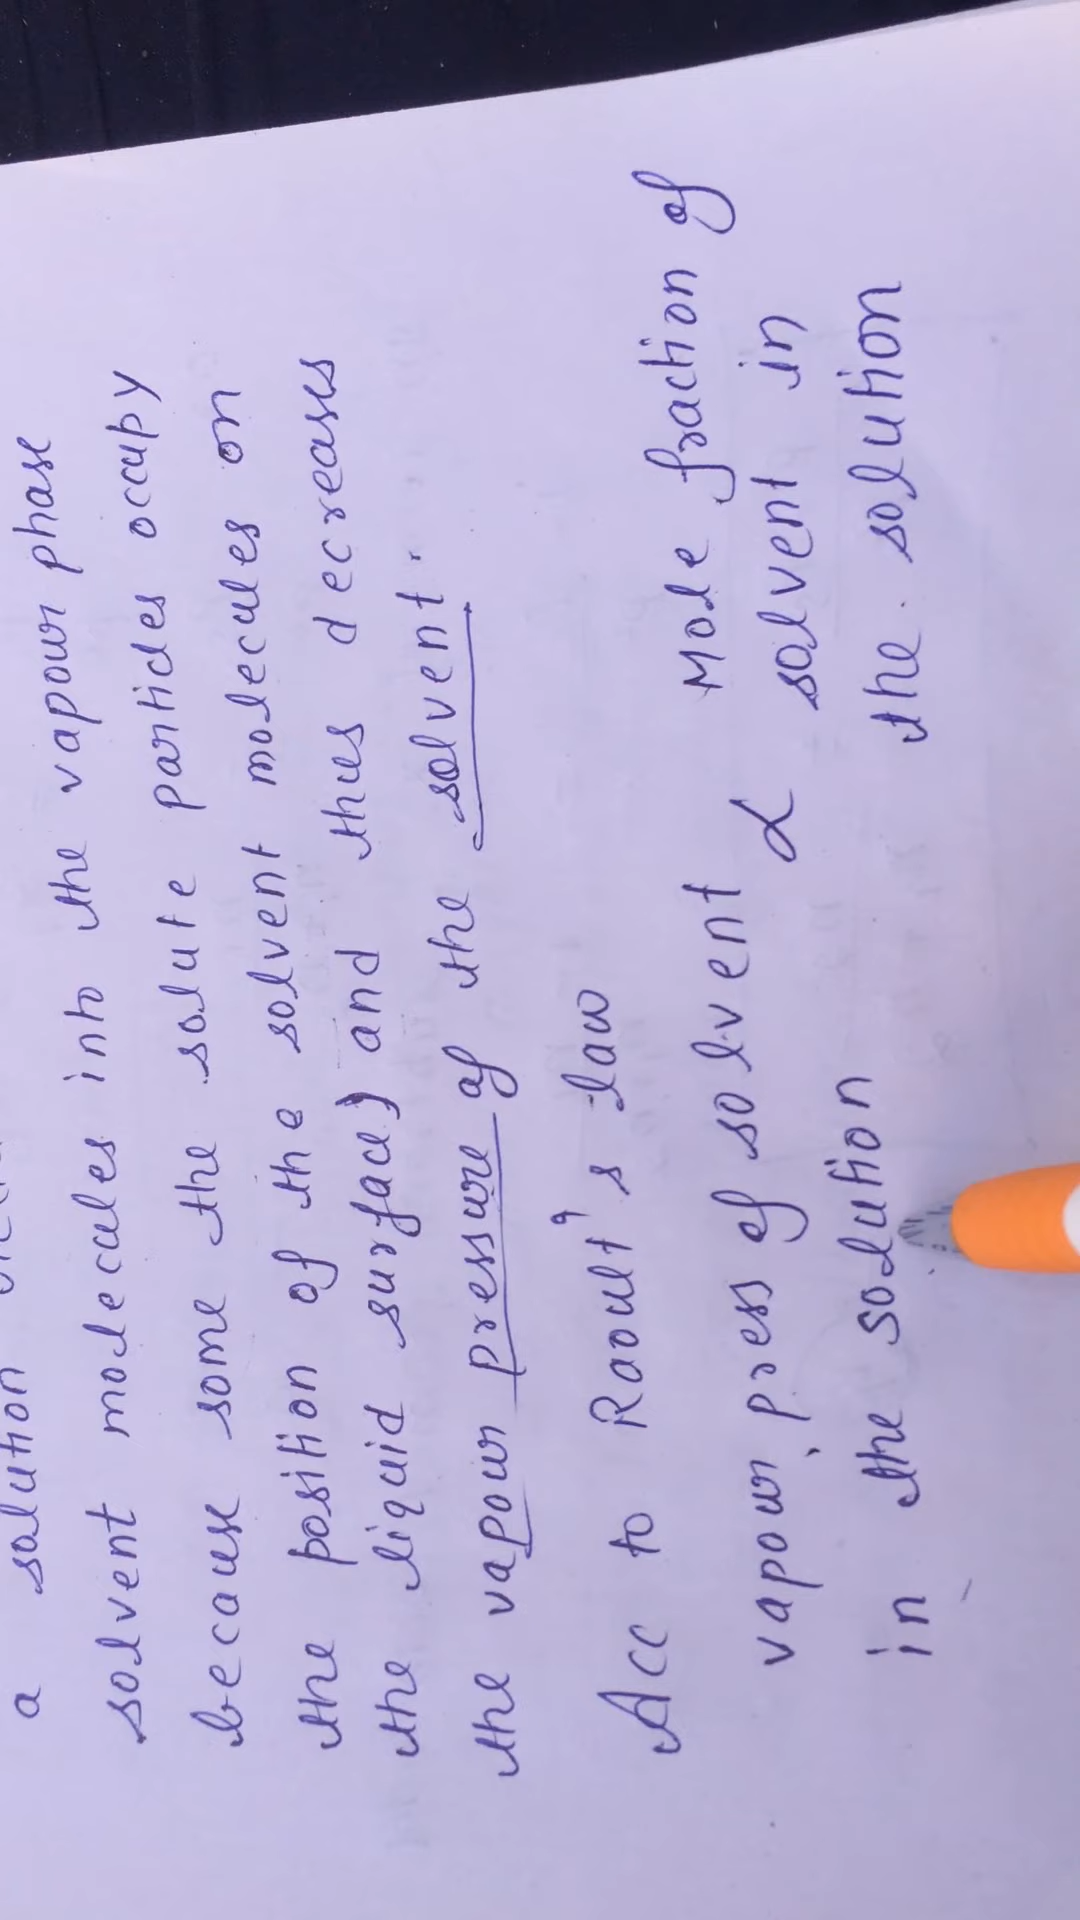 a solution
solvent molecules into the vapour phase
because some the solute particles occupy
the position of the solvent molecules on
the liquid surface) and thus decreases
the vapour pressure of the solvent.
Acc to Raoult's law
vapour press of solvent α Mole fraction of
in the solution solvent in
the solution